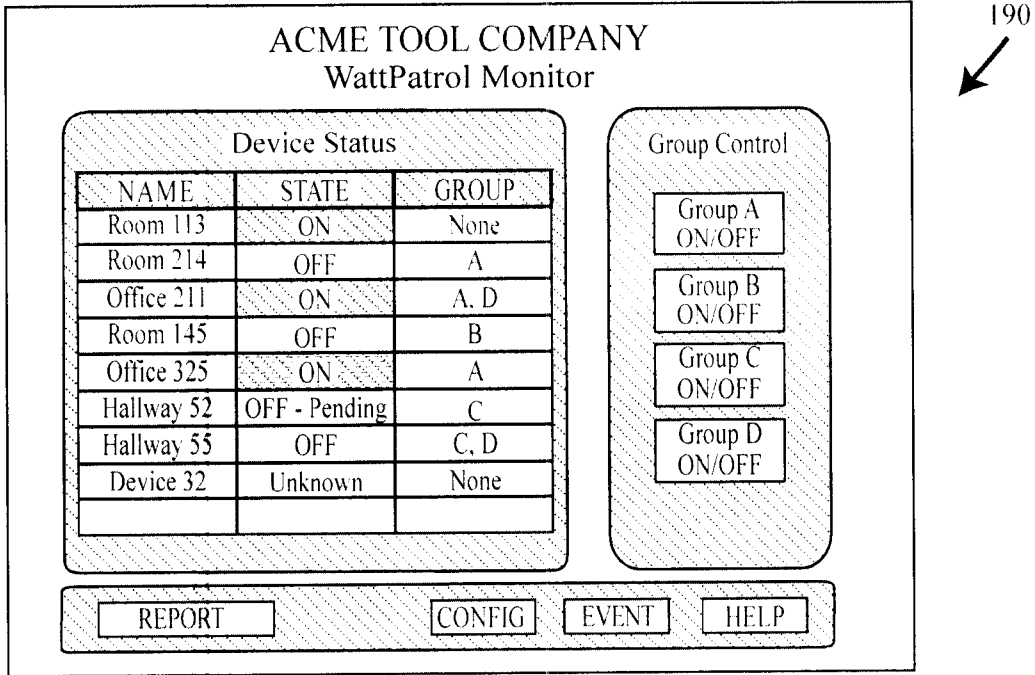 190
ACME TOOL COMPANY
WattPatrol Monitor
Device Status
NAME STATE GROUP
Room 113 ON None
Room 214 OFF A
Office 211 ON A, D
Room 145 OFF B
Office 325 ON A
Hallway 52 OFF - Pending C
Hallway 55 OFF C, D
Device 32 Unknown None
Group Control
Group A
ON/OFF
Group B
ON/OFF
Group C
ON/OFF
Group D
ON/OFF
REPORT CONFIG EVENT HELP